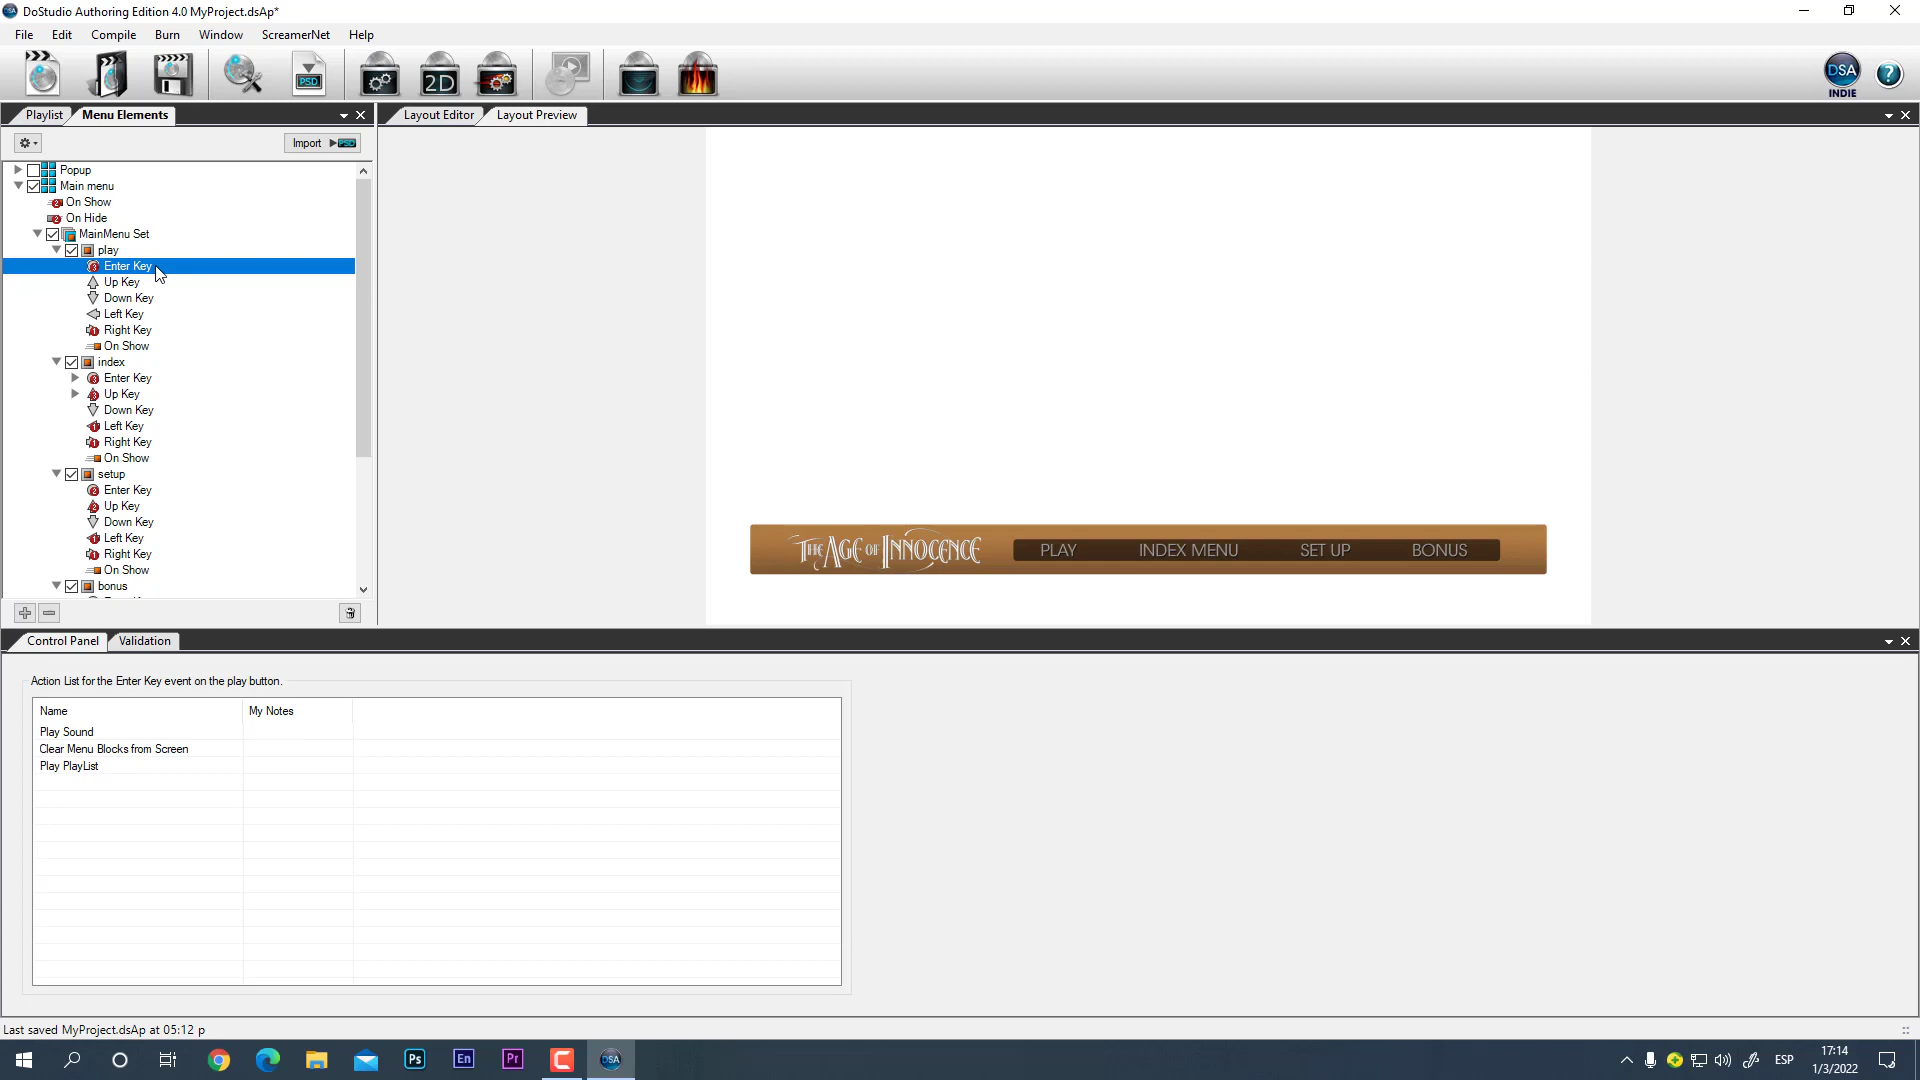 DoStudio Authoring Edition 4.0 MyProject.dsAp*
File Edit Compile Burn Window ScreamerNet Help
PSD 2D DSA INDIE ?
Playlist Menu Elements
Layout Editor Layout Preview
Import PSD
Popup
Main menu
On Show
On Hide
MainMenu Set
play
Enter Key
Up Key
Down Key
Left Key
Right Key
On Show
index
Enter Key
Up Key
Down Key
Left Key
Right Key
On Show
setup
Enter Key
Up Key
Down Key
Left Key
Right Key
On Show
bonus
THE AGE OF INNOCENCE PLAY INDEX MENU SET UP BONUS
Control Panel Validation
Action List for the Enter Key event on the play button.
Name My Notes
Play Sound
Clear Menu Blocks from Screen
Play PlayList
Last saved MyProject.dsAp at 05:12 p
Ps En Pr DSA
ESP
17:14
1/3/2022